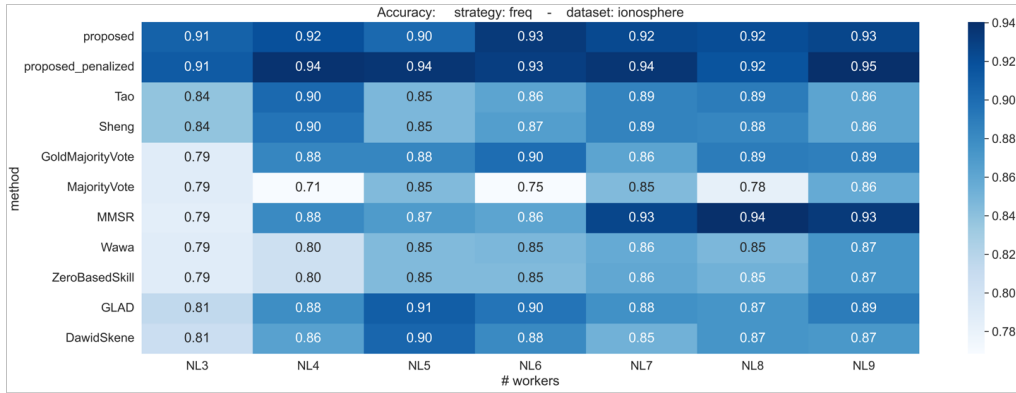 Accuracy: strategy: freq - dataset: ionosphere
proposed 0.91 0.92 0.90 0.93 0.92 0.92 0.93
proposed_penalized 0.91 0.94 0.94 0.93 0.94 0.92 0.95
Tao 0.84 0.90 0.85 0.86 0.89 0.89 0.86
Sheng 0.84 0.90 0.85 0.87 0.89 0.88 0.86
GoldMajorityVote 0.79 0.88 0.88 0.90 0.86 0.89 0.89
MajorityVote 0.79 0.71 0.85 0.75 0.85 0.78 0.86
MMSR 0.79 0.88 0.87 0.86 0.93 0.94 0.93
Wawa 0.79 0.80 0.85 0.85 0.86 0.85 0.87
ZeroBasedSkill 0.79 0.80 0.85 0.85 0.86 0.85 0.87
GLAD 0.81 0.88 0.91 0.90 0.88 0.87 0.89
DawidSkene 0.81 0.86 0.90 0.88 0.85 0.87 0.87
NL3 NL4 NL5 NL6 NL7 NL8 NL9
# workers
method
0.94
0.92
0.90
0.88
0.86
0.84
0.82
0.80
0.78